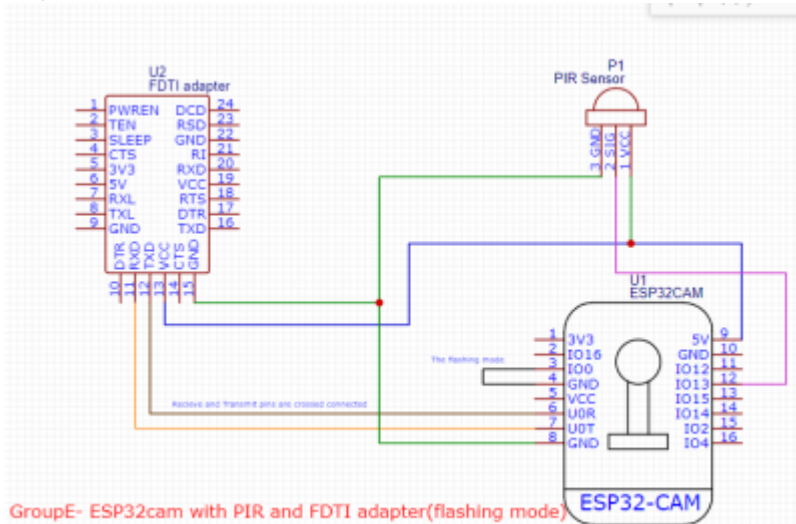 U2
FDTI adapter
1 PWREN DCD 24
2 TEN RSD 23
3 SLEEP GND 22
4 CTS RI 21
5 3V3 RXD 20
6 5V VCC 19
7 RXL RTS 18
8 TXL DTR 17
9 GND TXD 16
DTR RXD TXD VCC CTS GND
10 11 12 13 14 15
P1
PIR Sensor
3 GND
2 SIG
1 VCC
U1
ESP32CAM
The flashing mode
Recieve and Transmit pins are crossed connected
1 3V3 5V 9
2 IO16 GND 10
3 IO0 IO12 11
4 GND IO13 12
5 VCC IO15 13
6 U0R IO14 14
7 U0T IO2 15
8 GND IO4 16
ESP32-CAM
GroupE- ESP32cam with PIR and FDTI adapter(flashing mode)